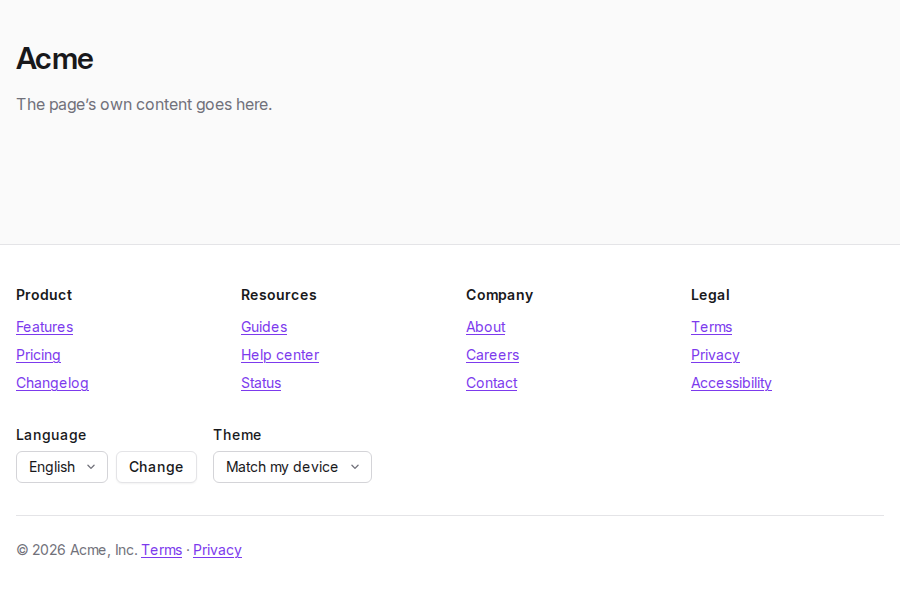 Acme
The page’s own content goes here.
Product
Features
Pricing
Changelog
Resources
Guides
Help center
Status
Company
About
Careers
Contact
Legal
Terms
Privacy
Accessibility
Language
English
Change
Theme
Match my device
© 2026 Acme, Inc. Terms · Privacy